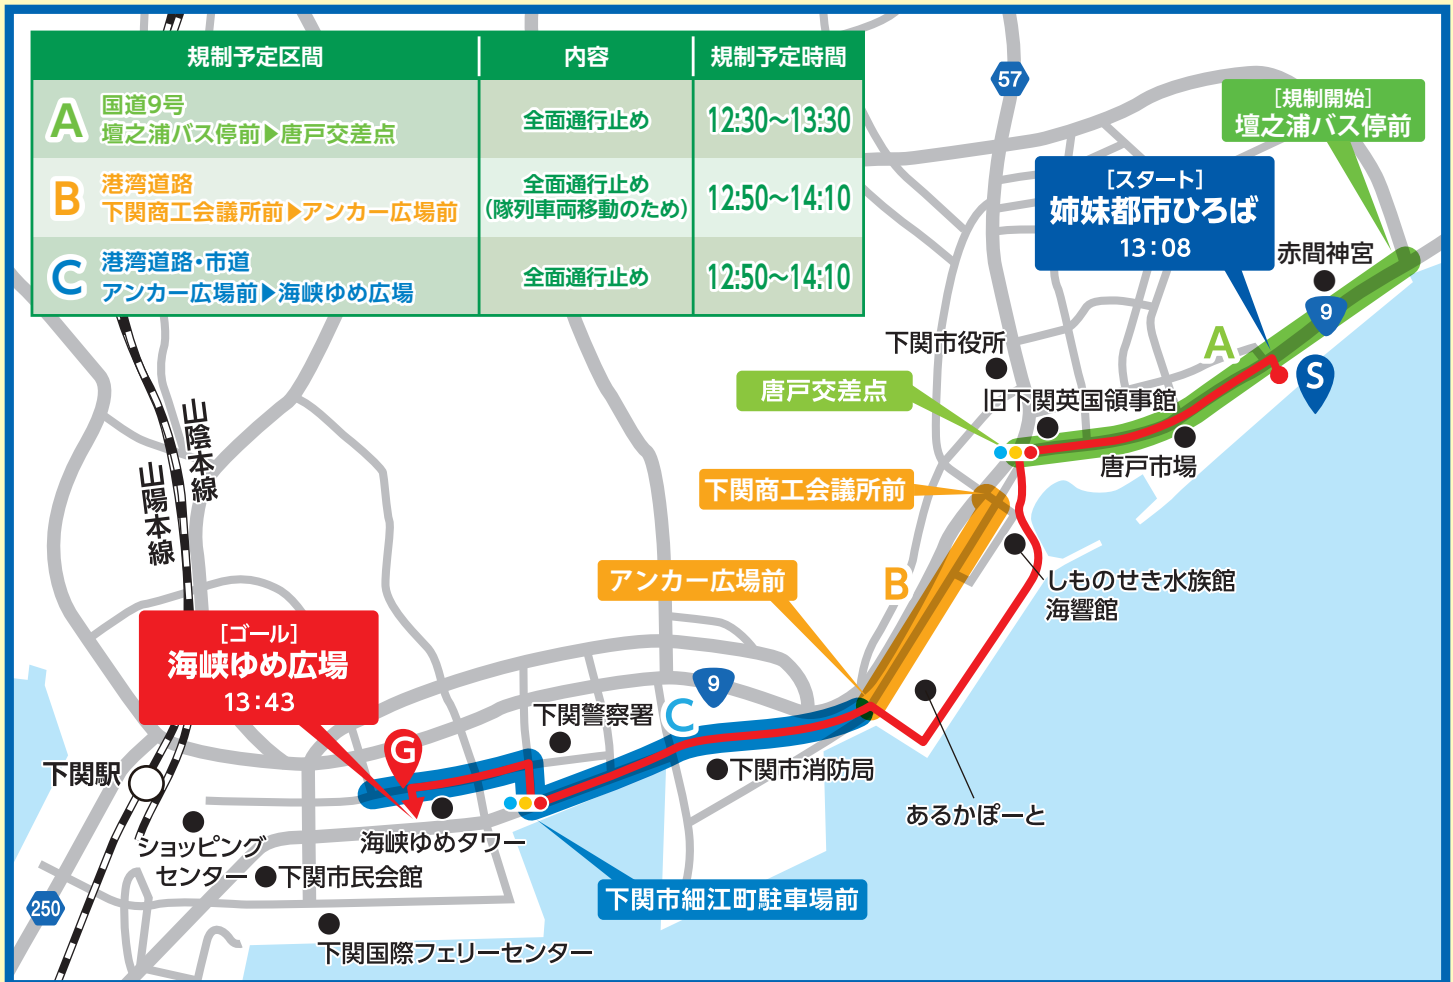 規制予定区間 内容 規制予定時間
A 国道9号
壇之浦バス停前▶唐戸交差点 全面通行止め 12:30〜13:30
B 港湾道路
下関商工会議所前▶アンカー広場前 全面通行止め
(隊列車両移動のため) 12:50〜14:10
C 港湾道路・市道
アンカー広場前▶海峡ゆめ広場 全面通行止め 12:50〜14:10
57
[規制開始]
壇之浦バス停前
[スタート]
姉妹都市ひろば
13:08
赤間神宮
9
A
S
下関市役所
唐戸交差点
旧下関英国領事館
唐戸市場
下関商工会議所前
アンカー広場前
B
しものせき水族館
海響館
山陰本線
山陽本線
[ゴール]
海峡ゆめ広場
13:43
9
C
下関警察署
G
下関駅
下関市消防局
あるかぽーと
ショッピング
センター
海峡ゆめタワー
下関市民会館
下関市細江町駐車場前
250
下関国際フェリーセンター